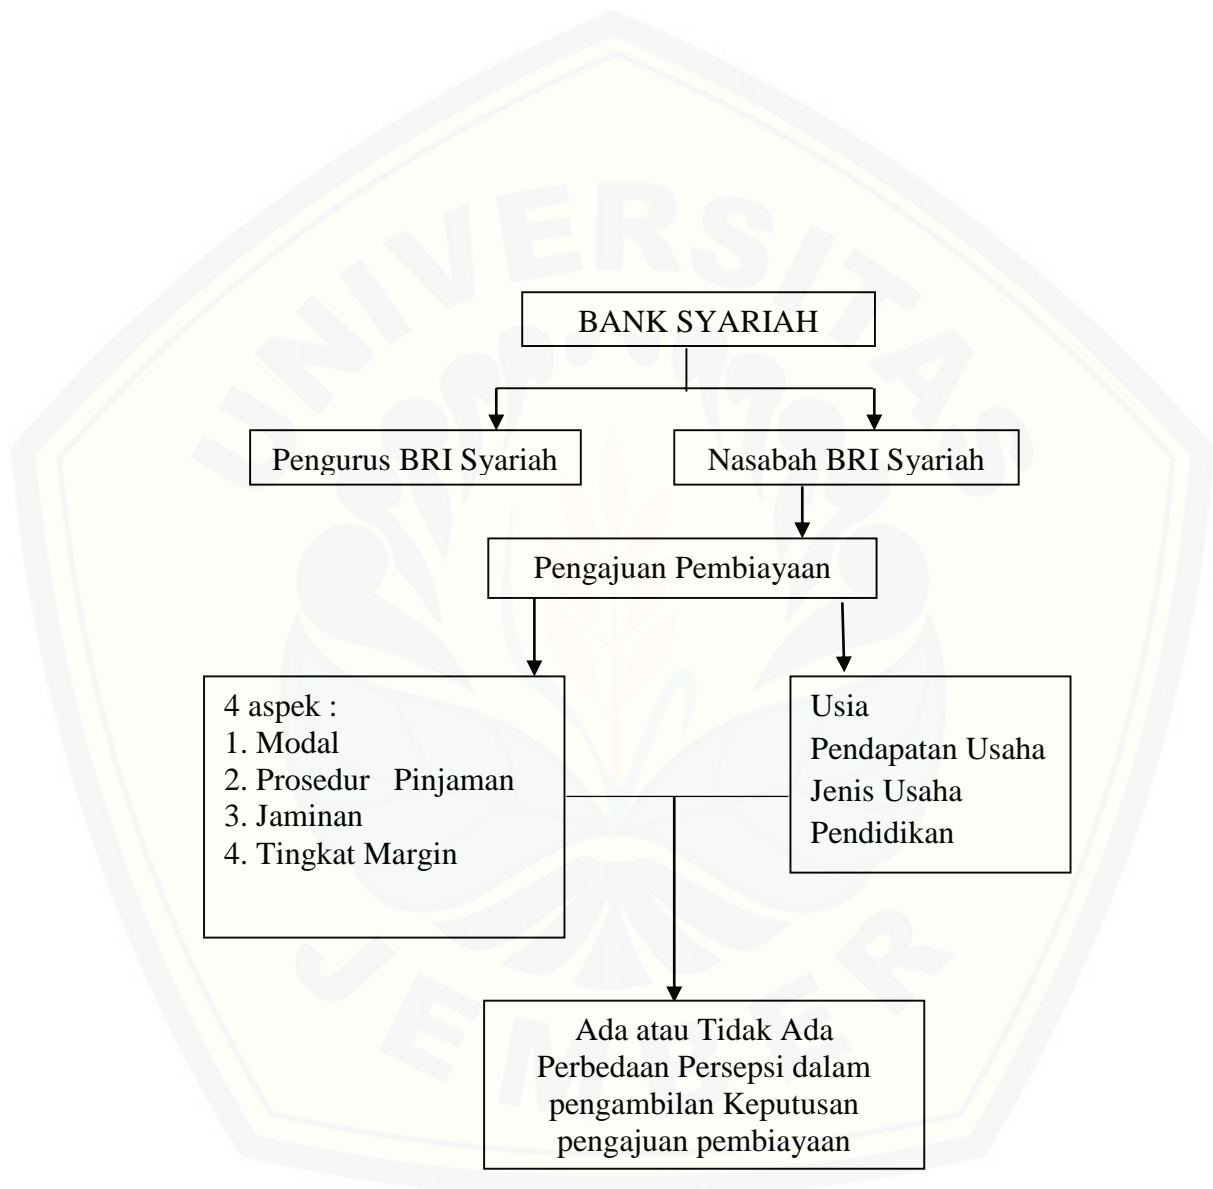 UNIVERSITAS
BANK SYARIAH
Pengurus BRI Syariah
Nasabah BRI Syariah
Pengajuan Pembiayaan
4 aspek :
1. Modal
2. Prosedur Pinjaman
3. Jaminan
4. Tingkat Margin
Usia
Pendapatan Usaha
Jenis Usaha
Pendidikan
JEMBER
Ada atau Tidak Ada
Perbedaan Persepsi dalam
pengambilan Keputusan
pengajuan pembiayaan